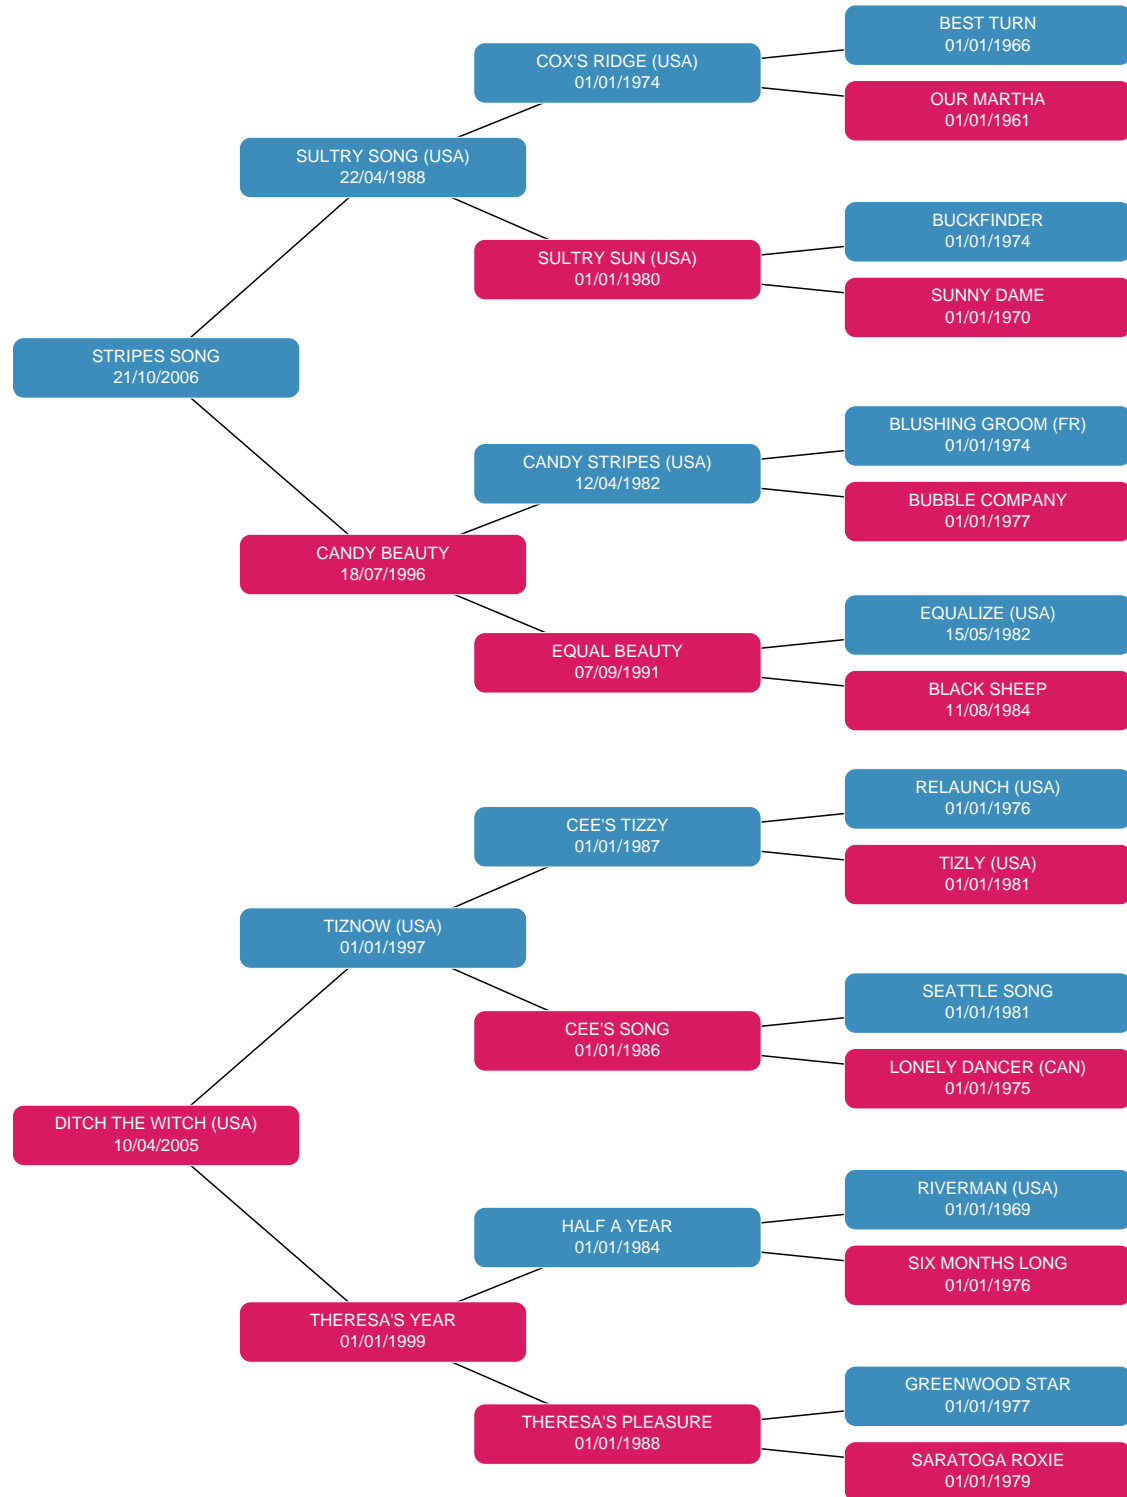 BEST TURN
01/01/1966
COX'S RIDGE (USA)
01/01/1974
OUR MARTHA
01/01/1961
SULTRY SONG (USA)
22/04/1988
BUCKFINDER
01/01/1974
SULTRY SUN (USA)
01/01/1980
SUNNY DAME
01/01/1970
STRIPES SONG
21/10/2006
BLUSHING GROOM (FR)
01/01/1974
CANDY STRIPES (USA)
12/04/1982
BUBBLE COMPANY
01/01/1977
CANDY BEAUTY
18/07/1996
EQUALIZE (USA)
15/05/1982
EQUAL BEAUTY
07/09/1991
BLACK SHEEP
11/08/1984
RELAUNCH (USA)
01/01/1976
CEE'S TIZZY
01/01/1987
TIZLY (USA)
01/01/1981
TIZNOW (USA)
01/01/1997
SEATTLE SONG
01/01/1981
CEE'S SONG
01/01/1986
LONELY DANCER (CAN)
01/01/1975
DITCH THE WITCH (USA)
10/04/2005
RIVERMAN (USA)
01/01/1969
HALF A YEAR
01/01/1984
SIX MONTHS LONG
01/01/1976
THERESA'S YEAR
01/01/1999
GREENWOOD STAR
01/01/1977
THERESA'S PLEASURE
01/01/1988
SARATOGA ROXIE
01/01/1979